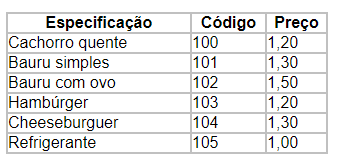 Especificação Código Preço
Cachorro quente 100 1,20
Bauru simples 101 1,30
Bauru com ovo 102 1,50
Hambúrger 103 1,20
Cheeseburguer 104 1,30
Refrigerante 105 1,00